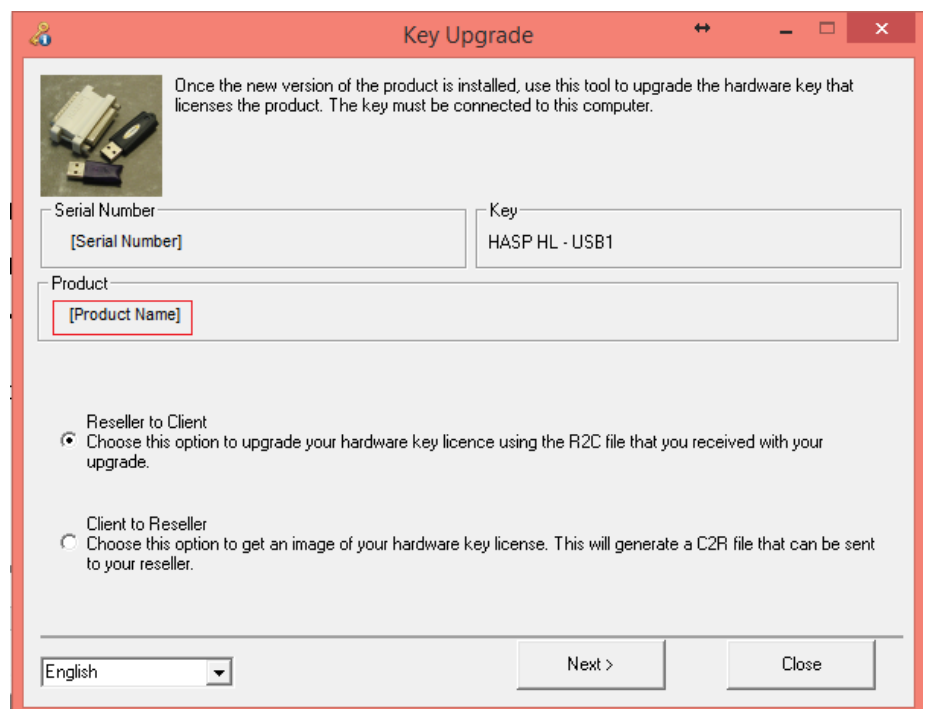 Key Upgrade
Once the new version of the product is installed, use this tool to upgrade the hardware key that
licenses the product. The key must be connected to this computer.
Serial Number
[Serial Number]
Key
HASP HL - USB1
Product
[Product Name]
Reseller to Client
Choose this option to upgrade your hardware key licence using the R2C file that you received with your
upgrade.
Client to Reseller
Choose this option to get an image of your hardware key license. This will generate a C2R file that can be sent
to your reseller.
English
Next >
Close